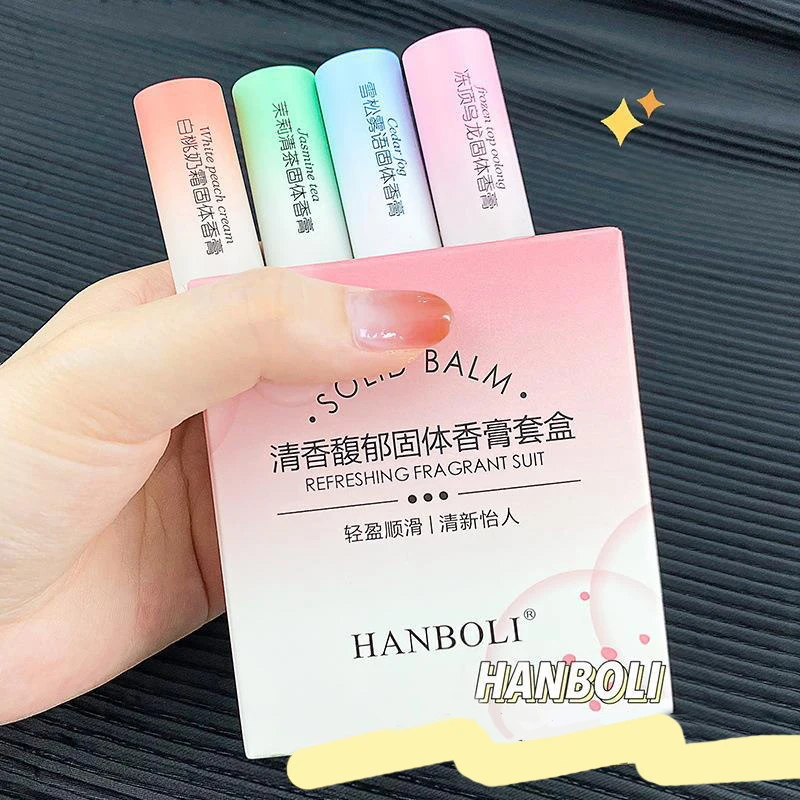 White peach cream
白桃奶霜固体香膏
Jasmine tea
茉莉清茶固体香膏
Cedar fog
雪松雾语固体香膏
frozen top oolong
冻顶乌龙固体香膏
·SOLID BALM·
清香馥郁固体香膏套盒
REFRESHING FRAGRANT SUIT
轻盈顺滑|清新怡人
HANBOLI®
HANBOLI